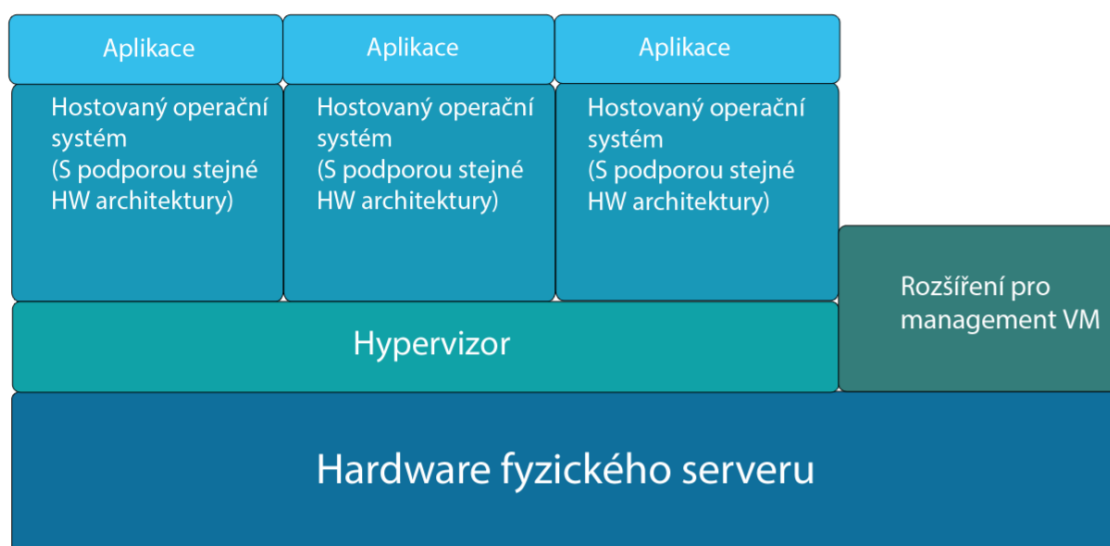 Aplikace
Aplikace
Aplikace
Hostovaný operační
systém
(S podporou stejné
HW architektury)
Hostovaný operační
systém
(S podporou stejné
HW architektury)
Hostovaný operační
systém
(S podporou stejné
HW architektury)
Rozšíření pro
management VM
Hypervizor
Hardware fyzického serveru